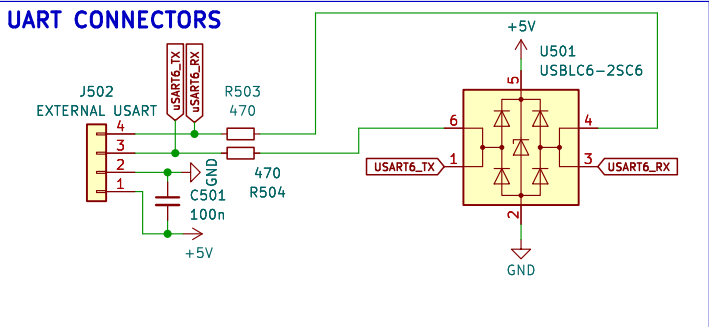 UART CONNECTORS
+5V
uSART6_TX
uSART6_RX
U501
USBLC6-2SC6
J502
EXTERNAL USART
R503
470
5
4
3
2
1
6
4
1
3
USART6_TX
USART6_RX
470
R504
GND
C501
100n
2
+5V
GND